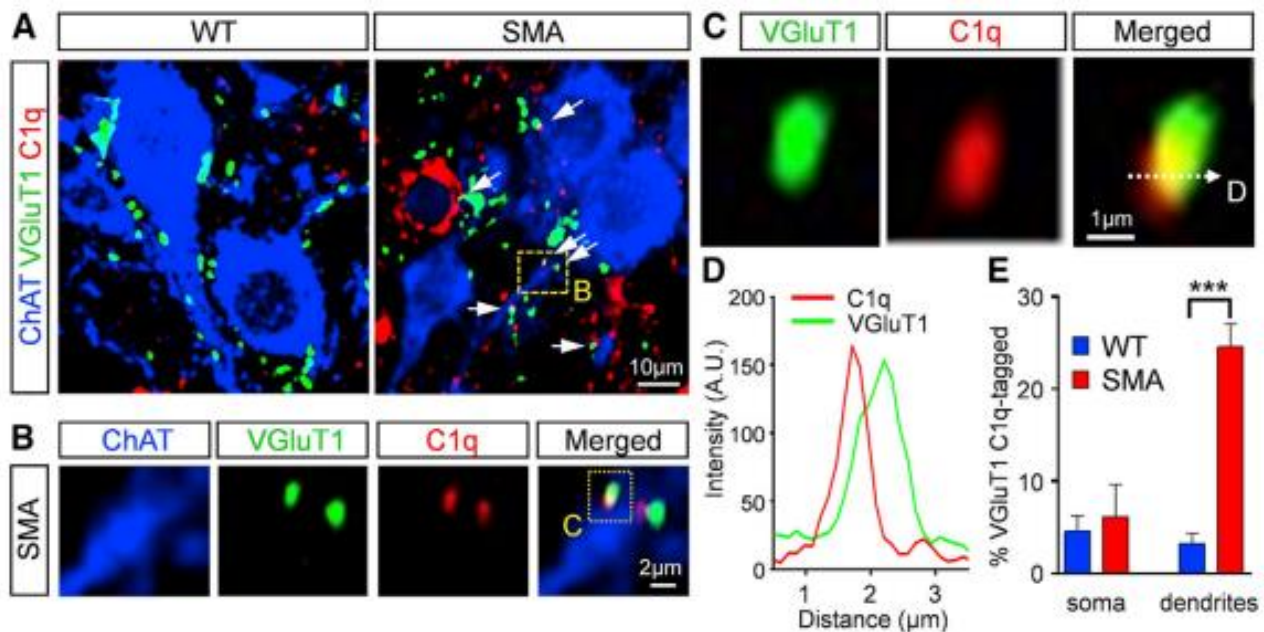 A
WT
SMA
ChAT VGluT1 C1q
B
10µm
B
ChAT
VGluT1
C1q
Merged
SMA
C
2µm
C
VGluT1
C1q
Merged
D
1µm
D
C1q
VGluT1
Intensity (A.U.)
200
150
100
50
0
1
2
3
Distance (µm)
E
% VGluT1 C1q-tagged
30
20
10
0
WT
SMA
***
soma
dendrites